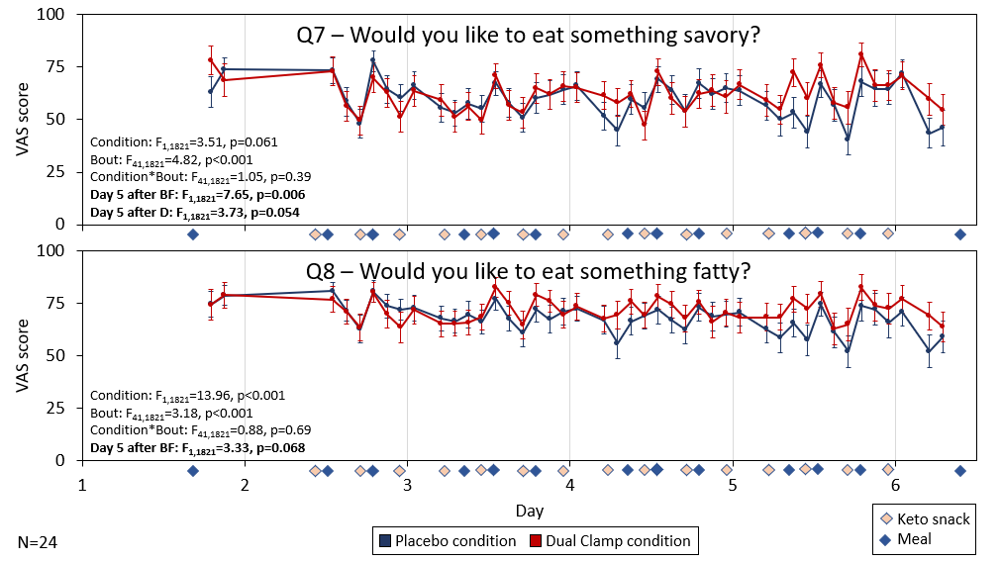 Q7 – Would you like to eat something savory?
100
75
50
25
0
VAS score
Condition: F1,1821=3.51, p=0.061
Bout: F41,1821=4.82, p<0.001
Condition*Bout: F41,1821=1.05, p=0.39
Day 5 after BF: F1,1821=7.65, p=0.006
Day 5 after D: F1,1821=3.73, p=0.054
Q8 – Would you like to eat something fatty?
100
75
50
25
0
VAS score
Condition: F1,1821=13.96, p<0.001
Bout: F41,1821=3.18, p<0.001
Condition*Bout: F41,1821=0.88, p=0.69
Day 5 after BF: F1,1821=3.33, p=0.068
1 2 3 4 5 6
Day
N=24
Placebo condition Dual Clamp condition
Keto snack
Meal